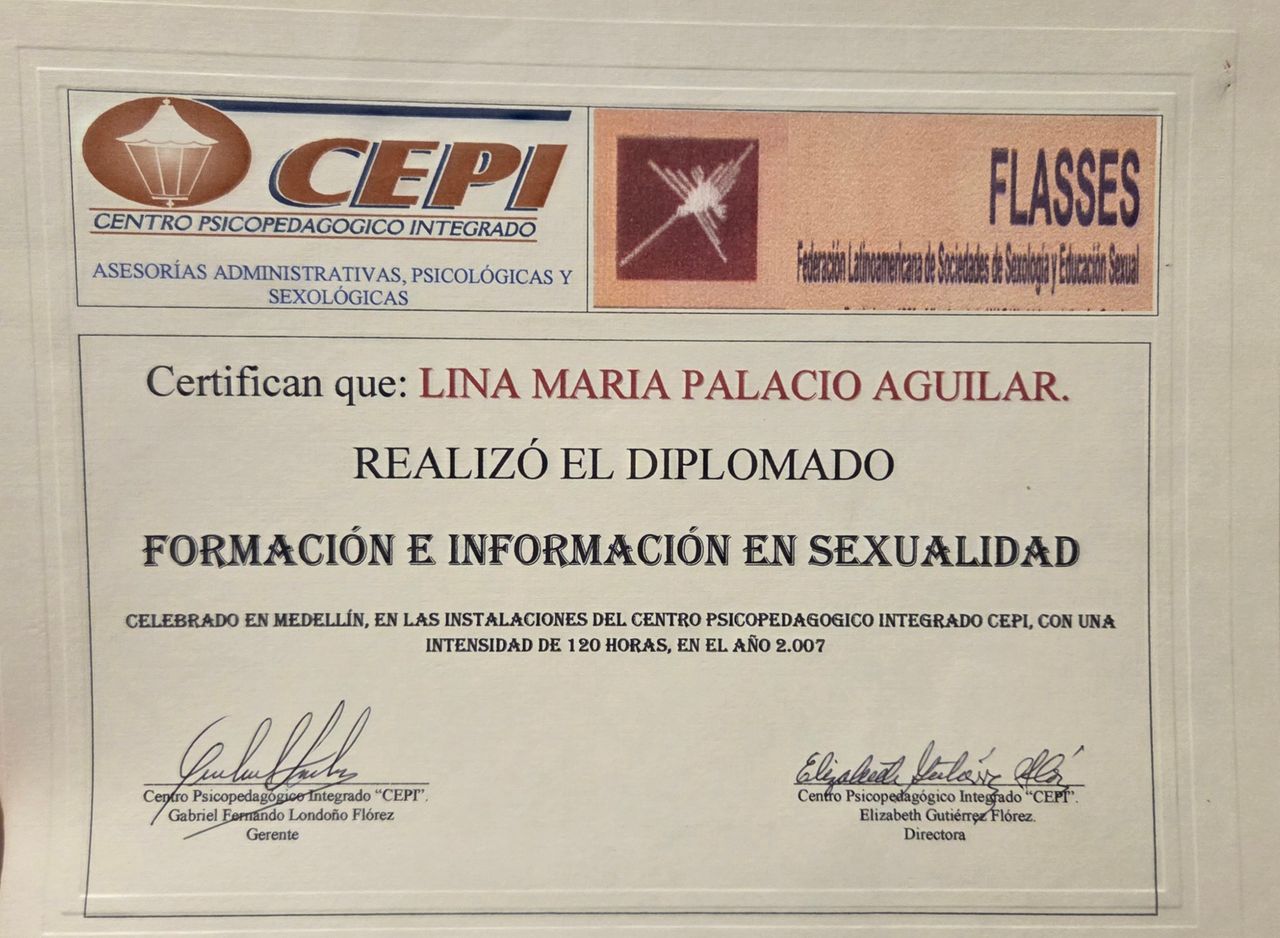 CEPI
CENTRO PSICOPEDAGOGICO INTEGRADO
ASESORÍAS ADMINISTRATIVAS, PSICOLÓGICAS Y
SEXOLÓGICAS
FLASSES
Federación Latinoamericana de Sociedades de Sexología y Educación Sexual
Certifican que: LINA MARIA PALACIO AGUILAR.
REALIZÓ EL DIPLOMADO
FORMACIÓN E INFORMACIÓN EN SEXUALIDAD
CELEBRADO EN MEDELLÍN, EN LAS INSTALACIONES DEL CENTRO PSICOPEDAGOGICO INTEGRADO CEPI, CON UNA
INTENSIDAD DE 120 HORAS, EN EL AÑO 2.007
Centro Psicopedagógico Integrado “CEPI”.
Gabriel Fernando Londoño Flórez
Gerente
Elizabeth Gutiérrez Flórez
Centro Psicopedagógico Integrado “CEPI”.
Elizabeth Gutiérrez Flórez.
Directora